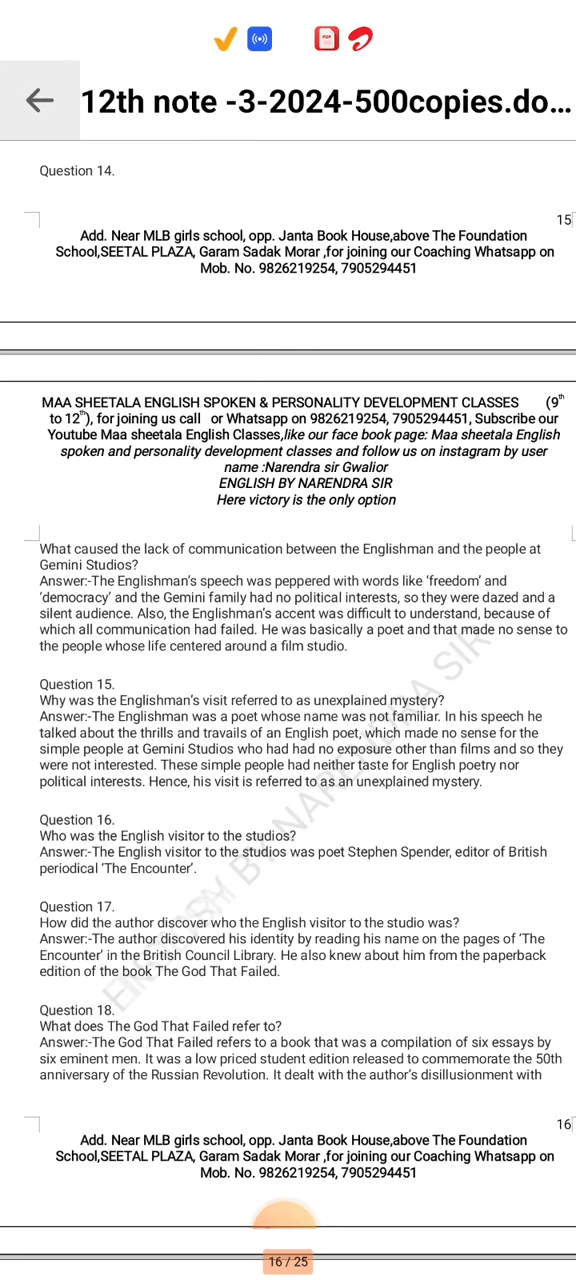 PDF
12th note -3-2024-500copies.do...
Question 14.
15
Add. Near MLB girls school, opp. Janta Book House,above The Foundation
School,SEETAL PLAZA, Garam Sadak Morar ,for joining our Coaching Whatsapp on
Mob. No. 9826219254, 7905294451
MAA SHEETALA ENGLISH SPOKEN & PERSONALITY DEVELOPMENT CLASSES (9th
to 12th), for joining us call or Whatsapp on 9826219254, 7905294451, Subscribe our
Youtube Maa sheetala English Classes,like our face book page: Maa sheetala English
spoken and personality development classes and follow us on instagram by user
name :Narendra sir Gwalior
ENGLISH BY NARENDRA SIR
Here victory is the only option
What caused the lack of communication between the Englishman and the people at
Gemini Studios?
Answer:-The Englishman's speech was peppered with words like 'freedom' and
'democracy' and the Gemini family had no political interests, so they were dazed and a
silent audience. Also, the Englishman's accent was difficult to understand, because of
which all communication had failed. He was basically a poet and that made no sense to
the people whose life centered around a film studio.
Question 15.
Why was the Englishman's visit referred to as unexplained mystery?
Answer:-The Englishman was a poet whose name was not familiar. In his speech he
talked about the thrills and travails of an English poet, which made no sense for the
simple people at Gemini Studios who had had no exposure other than films and so they
were not interested. These simple people had neither taste for English poetry nor
political interests. Hence, his visit is referred to as an unexplained mystery.
Question 16.
Who was the English visitor to the studios?
Answer:-The English visitor to the studios was poet Stephen Spender, editor of British
periodical 'The Encounter'.
Question 17.
How did the author discover who the English visitor to the studio was?
Answer:-The author discovered his identity by reading his name on the pages of 'The
Encounter' in the British Council Library. He also knew about him from the paperback
edition of the book The God That Failed.
Question 18.
What does The God That Failed refer to?
Answer:-The God That Failed refers to a book that was a compilation of six essays by
six eminent men. It was a low priced student edition released to commemorate the 50th
anniversary of the Russian Revolution. It dealt with the author's disillusionment with
ENGLISH BY NARENDRA SIR
16
Add. Near MLB girls school, opp. Janta Book House,above The Foundation
School,SEETAL PLAZA, Garam Sadak Morar ,for joining our Coaching Whatsapp on
Mob. No. 9826219254, 7905294451
16 / 25